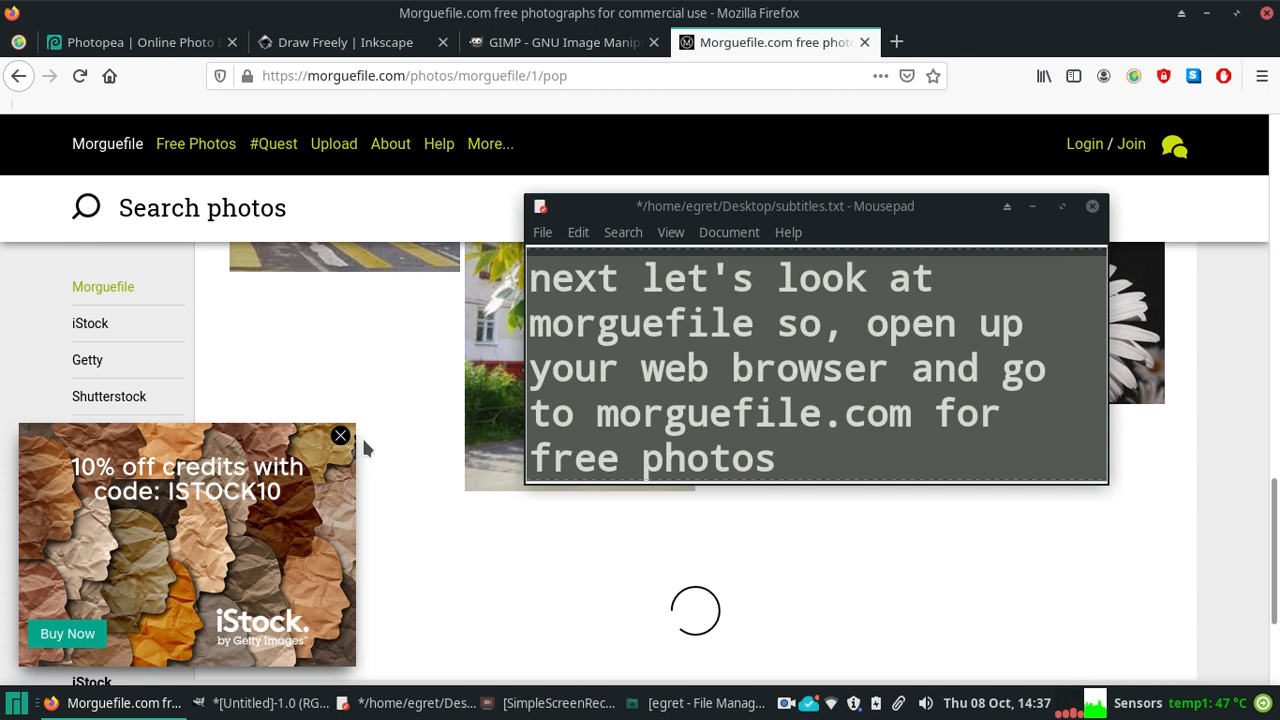 Morguefile.com free photographs for commercial use - Mozilla Firefox
Photopea | Online Photo
Draw Freely | Inkscape
GIMP - GNU Image Manip
Morguefile.com free phot
https://morguefile.com/photos/morguefile/1/pop
Morguefile Free Photos #Quest Upload About Help More...
Login / Join
Search photos
*/home/egret/Desktop/subtitles.txt - Mousepad
File Edit Search View Document Help
next let's look at
morguefile so, open up
your web browser and go
to morguefile.com for
free photos
Morguefile
iStock
Getty
Shutterstock
10% off credits with
code: ISTOCK10
iStock.
by Getty Images™
Buy Now
iStock
Morguefile.com fr...
*[Untitled]-1.0 (RG...
*/home/egret/Des...
[SimpleScreenRec...
[egret - File Manag...
Thu 08 Oct, 14:37
Sensors temp1: 47 °C